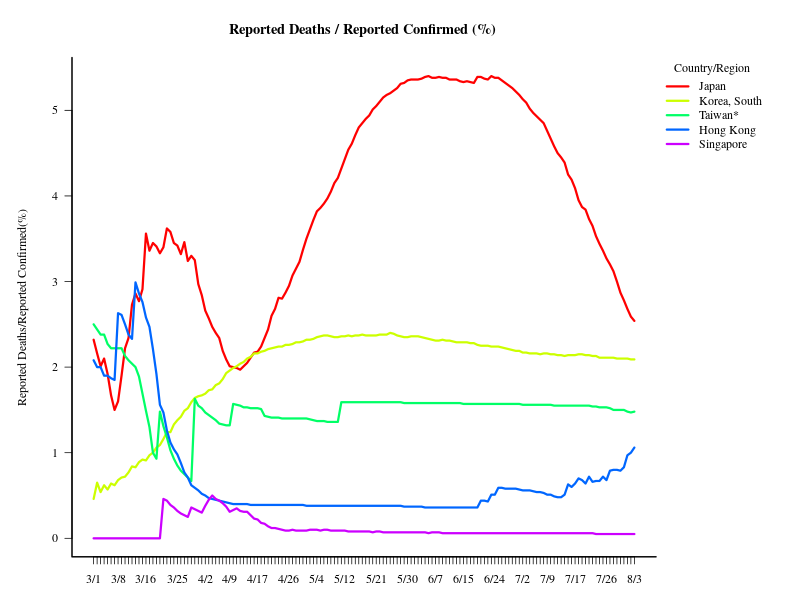 Reported Deaths / Reported Confirmed (%)
Country/Region
Japan
Korea, South
Taiwan*
Hong Kong
Singapore
Reported Deaths/Reported Confirmed(%)
5
4
3
2
1
0
3/1 3/8 3/16 3/25 4/2 4/9 4/17 4/26 5/4 5/12 5/21 5/30 6/7 6/15 6/24 7/2 7/9 7/17 7/26 8/3